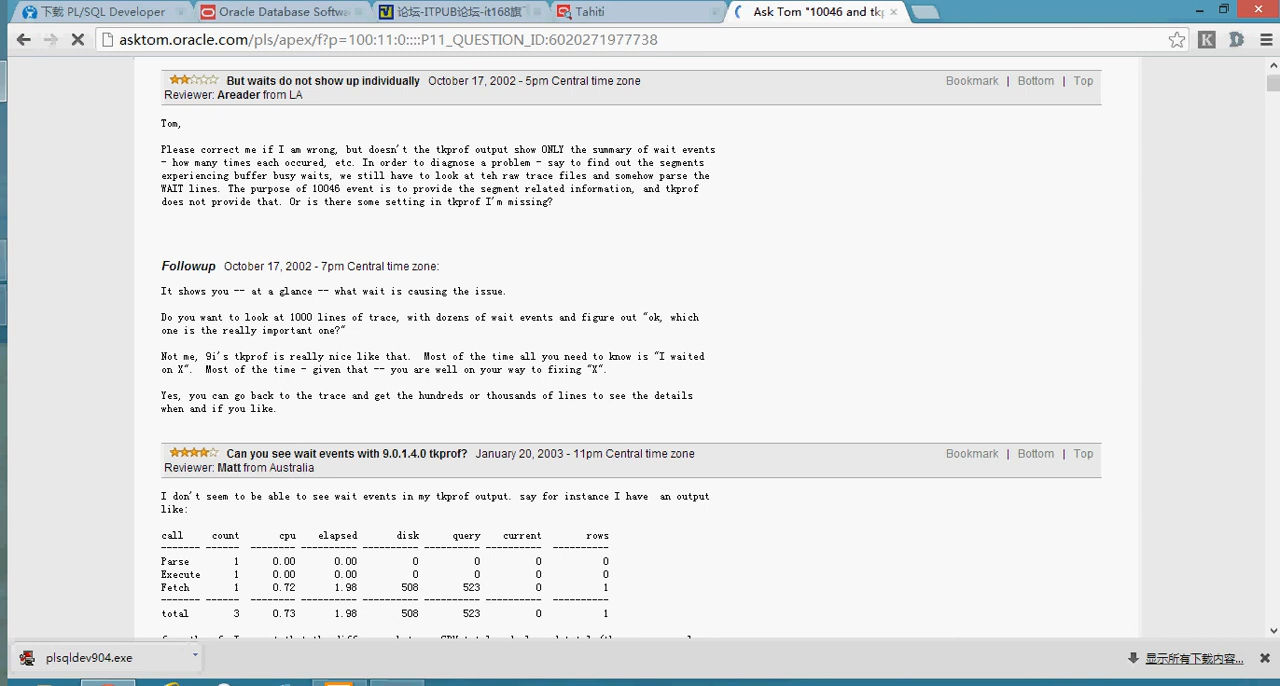 下载 PL/SQL Developer
Oracle Database Softwa
论坛-ITPUB论坛-it168旗
Tahiti
Ask Tom "10046 and tkp
asktom.oracle.com/pls/apex/f?p=100:11:0::::P11_QUESTION_ID:6020271977738
But waits do not show up individually October 17, 2002 - 5pm Central time zone
Bookmark | Bottom | Top
Reviewer: Areader from LA
Tom,
Please correct me if I am wrong, but doesn't the tkprof output show ONLY the summary of wait events
- how many times each occured, etc. In order to diagnose a problem - say to find out the segments
experiencing buffer busy waits, we still have to look at teh raw trace files and somehow parse the
WAIT lines. The purpose of 10046 event is to provide the segment related information, and tkprof
does not provide that. Or is there some setting in tkprof I'm missing?
Followup October 17, 2002 - 7pm Central time zone:
It shows you -- at a glance -- what wait is causing the issue.
Do you want to look at 1000 lines of trace, with dozens of wait events and figure out "ok, which
one is the really important one?"
Not me, 9i's tkprof is really nice like that. Most of the time all you need to know is "I waited
on X". Most of the time - given that -- you are well on your way to fixing "X".
Yes, you can go back to the trace and get the hundreds or thousands of lines to see the details
when and if you like.
Can you see wait events with 9.0.1.4.0 tkprof? January 20, 2003 - 11pm Central time zone
Bookmark | Bottom | Top
Reviewer: Matt from Australia
I don't seem to be able to see wait events in my tkprof output. say for instance I have an output
like:
call count cpu elapsed disk query current rows
------- ------ -------- ---------- ---------- ---------- ---------- ----------
Parse 1 0.00 0.00 0 0 0 0
Execute 1 0.00 0.00 0 0 0 0
Fetch 1 0.72 1.98 508 523 0 1
------- ------ -------- ---------- ---------- ---------- ---------- ----------
total 3 0.73 1.98 508 523 0 1
plsqldev904.exe
显示所有下载内容...